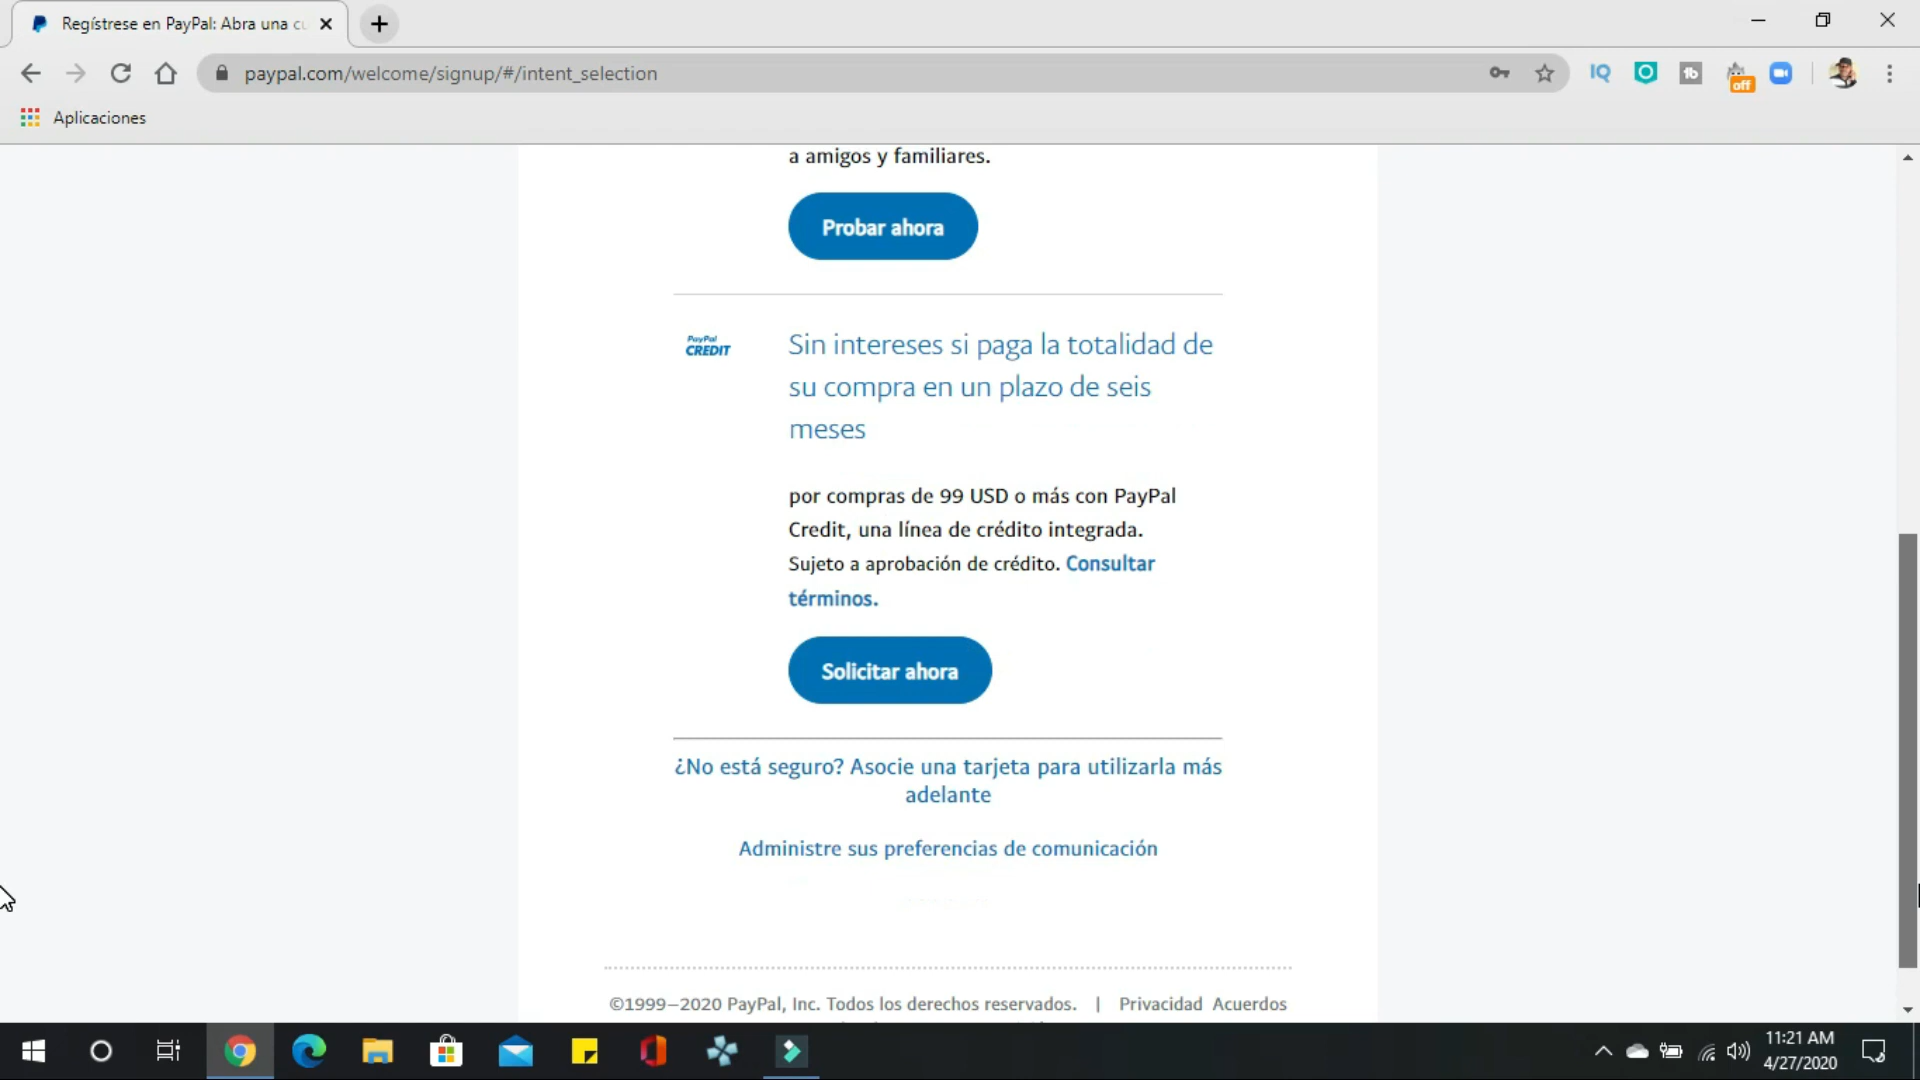 Regístrese en PayPal: Abra una cu
paypal.com/welcome/signup/#/intent_selection
IQ
tb
off
Aplicaciones
a amigos y familiares.
Probar ahora
PayPal
CREDIT
Sin intereses si paga la totalidad de
su compra en un plazo de seis
meses
por compras de 99 USD o más con PayPal
Credit, una línea de crédito integrada.
Sujeto a aprobación de crédito. Consultar
términos.
Solicitar ahora
¿No está seguro? Asocie una tarjeta para utilizarla más
adelante
Administre sus preferencias de comunicación
©1999–2020 PayPal, Inc. Todos los derechos reservados. | Privacidad Acuerdos
11:21 AM
4/27/2020